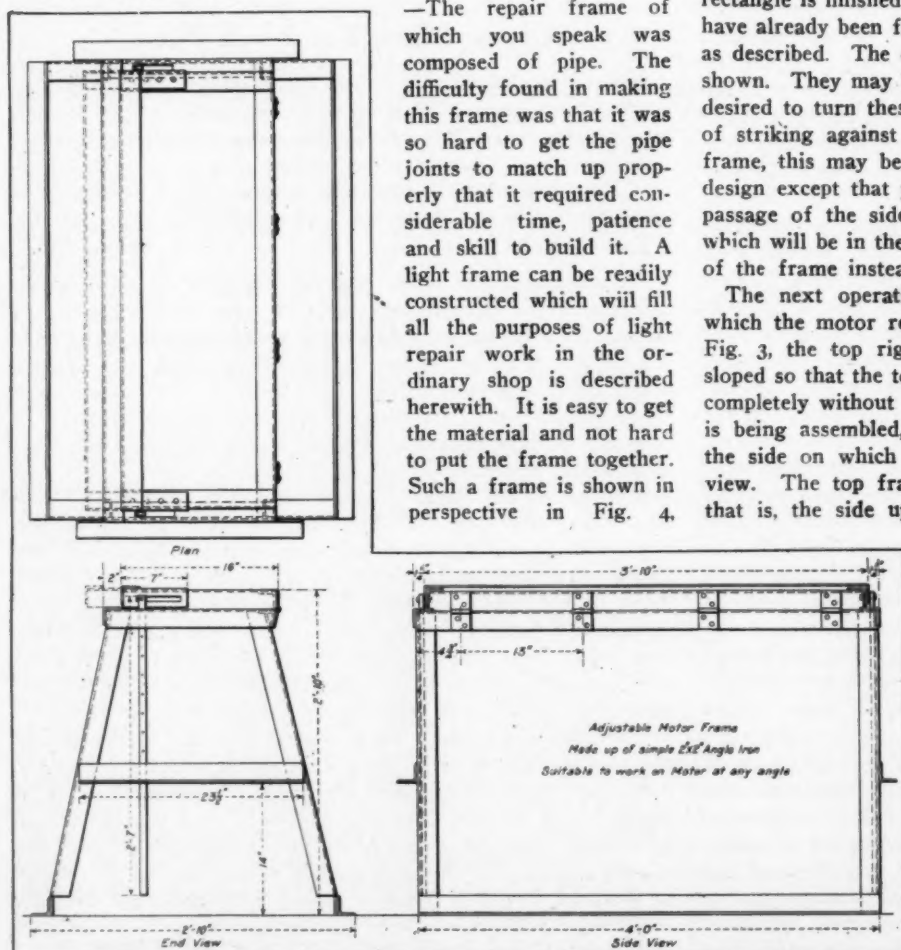 —The repair frame of
which you speak was
composed of pipe. The
difficulty found in making
this frame was that it was
so hard to get the pipe
joints to match up prop-
erly that it required con-
siderable time, patience
and skill to build it. A
light frame can be readily
constructed which wiil fill
all the purposes of light
repair work in the or-
dinary shop is described
herewith. It is easy to get
the material and not hard
to put the frame together.
Such a frame is shown in
perspective in Fig. 4,
rectangle is finished
have already been f
as described. The
shown. They may
desired to turn thes
of striking against
frame, this may be
design except that
passage of the side
which will be in the
of the frame instea
The next operat
which the motor re
Fig. 3, the top rig
sloped so that the to
completely without
is being assembled,
the side on which
view. The top fra
that is, the side up
Plan
2" 7" 16"
2'-10"
23½"
2'-7"
14"
2'-10"
End View
3'-10"
4¾" 13"
Adjustable Motor Frame
Made up of simple 2"X2" Angle Iron
Suitable to work on Motor at any angle
4'-0"
Side View